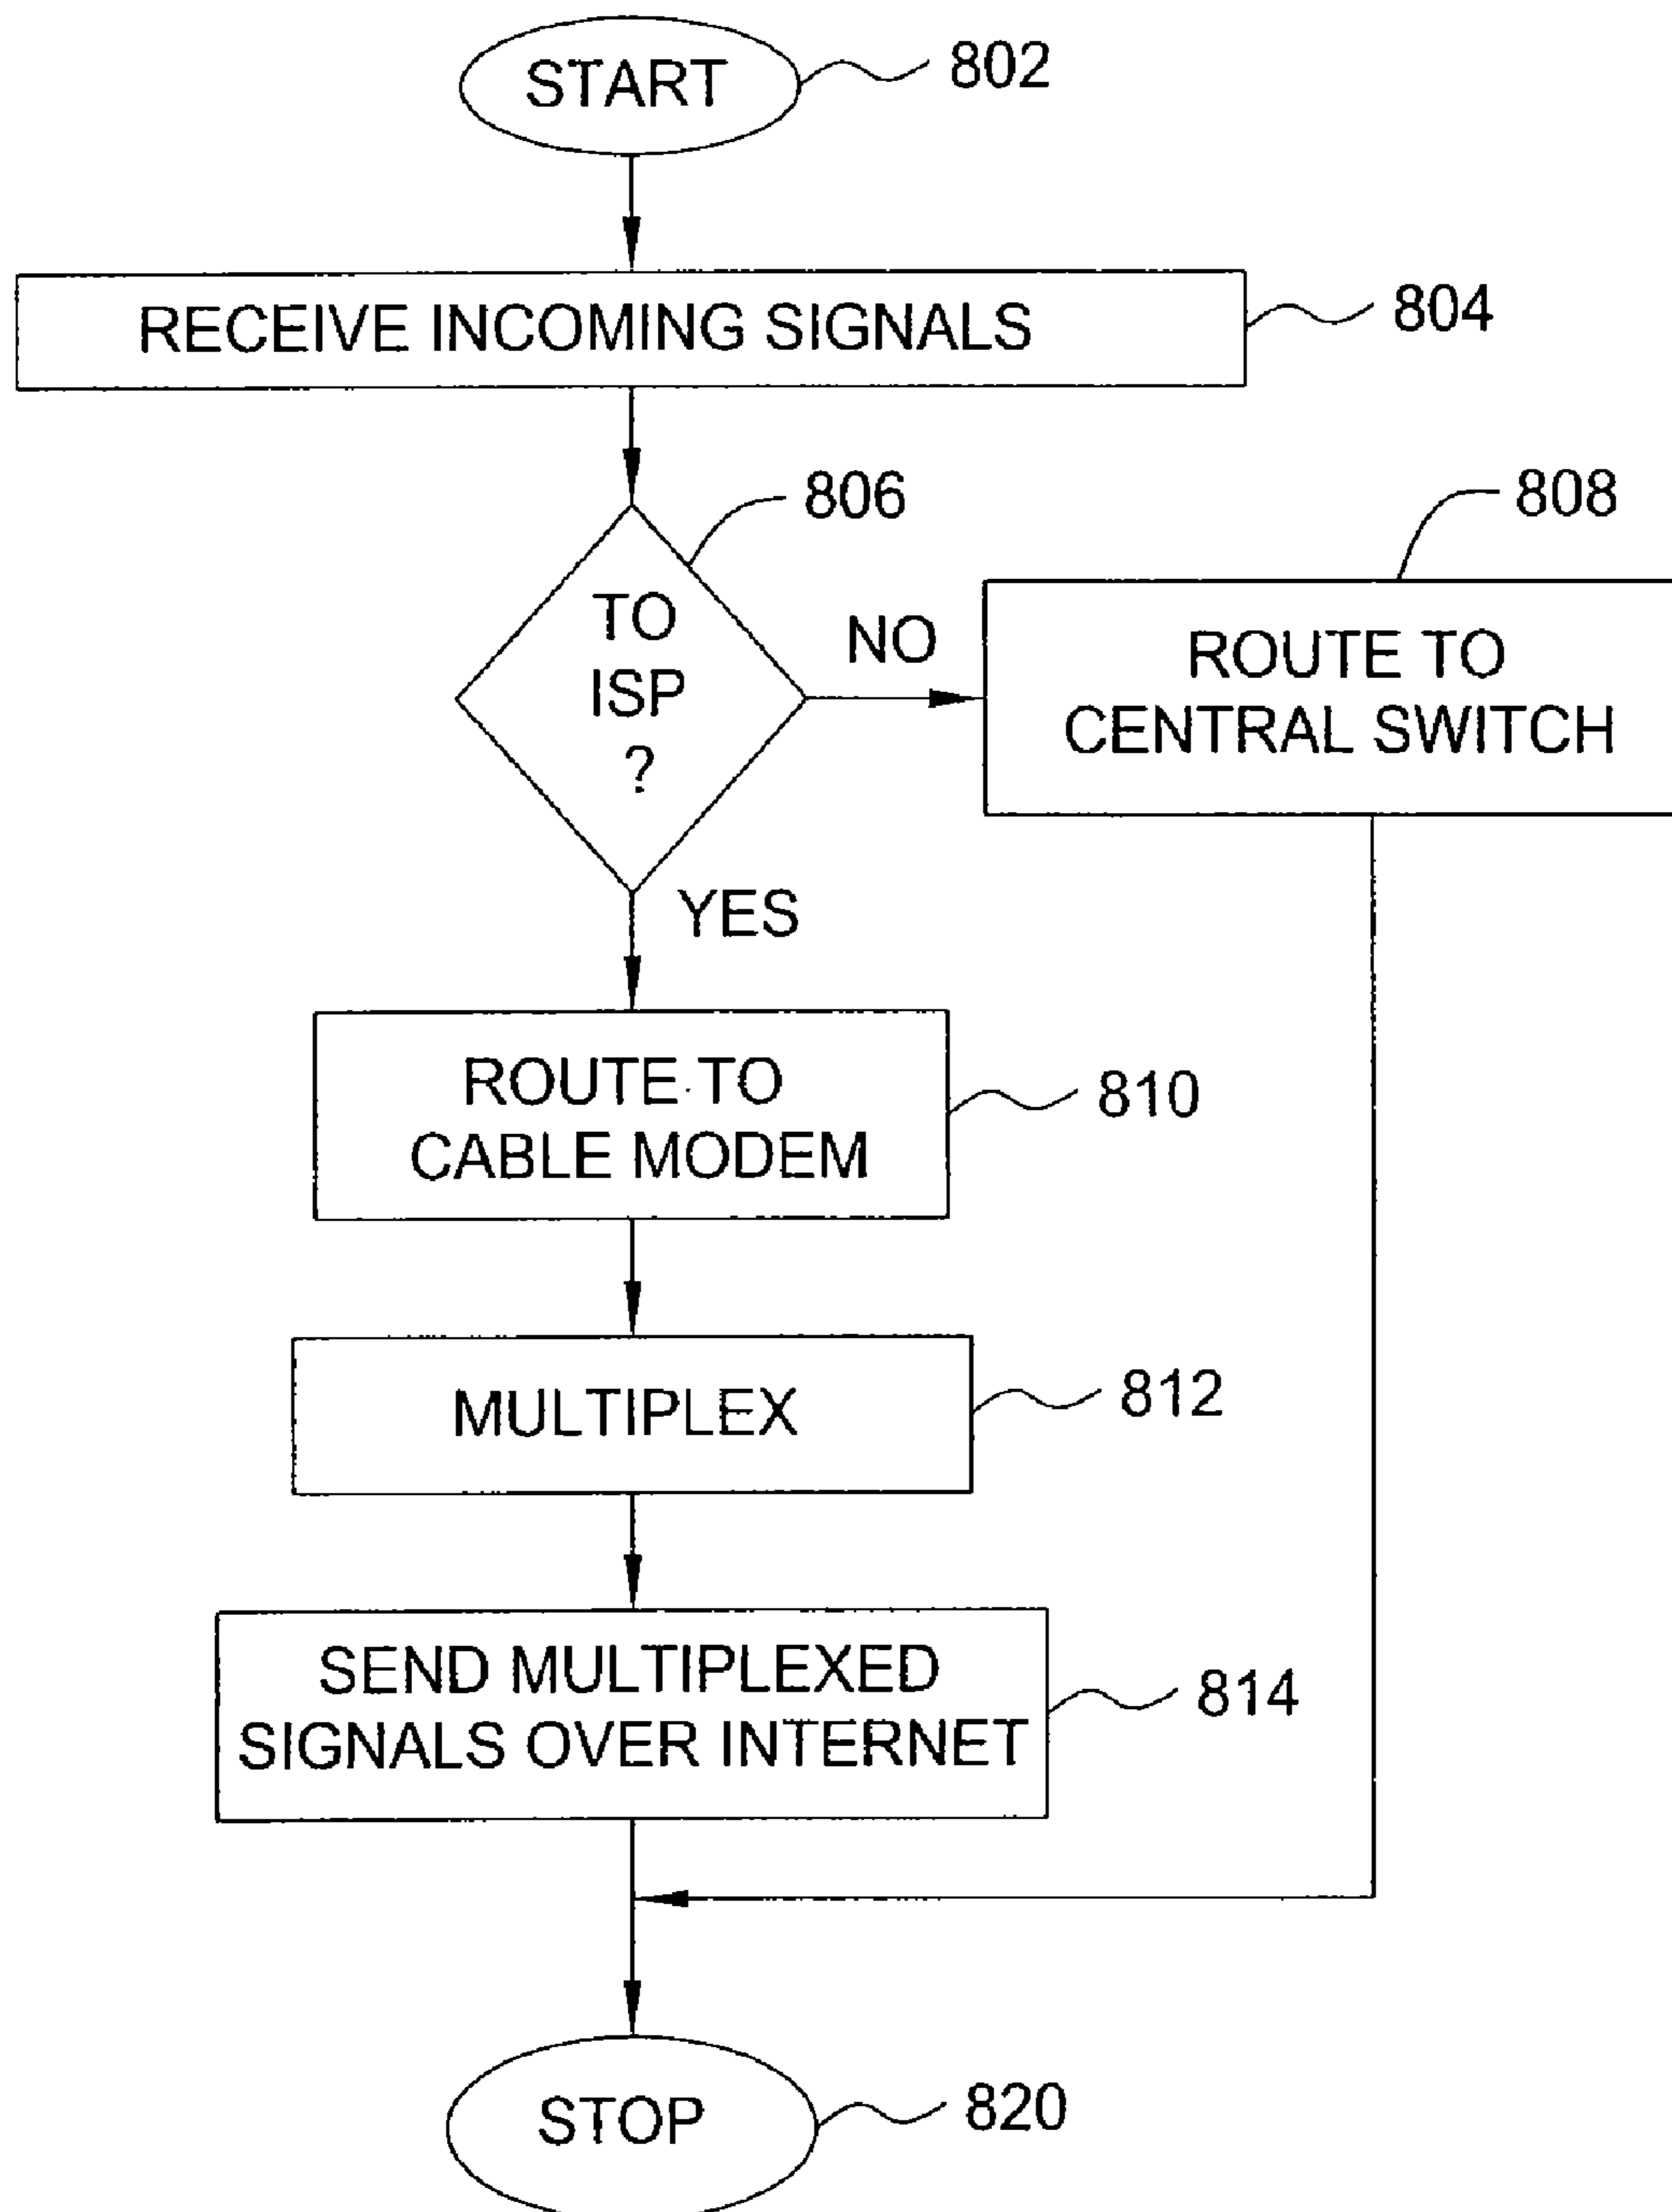 START
802
RECEIVE INCOMING SIGNALS
804
806
808
TO
ISP
?
NO
ROUTE TO
CENTRAL SWITCH
YES
ROUTE TO
CABLE MODEM
810
MULTIPLEX
812
SEND MULTIPLEXED
SIGNALS OVER INTERNET
814
STOP
820